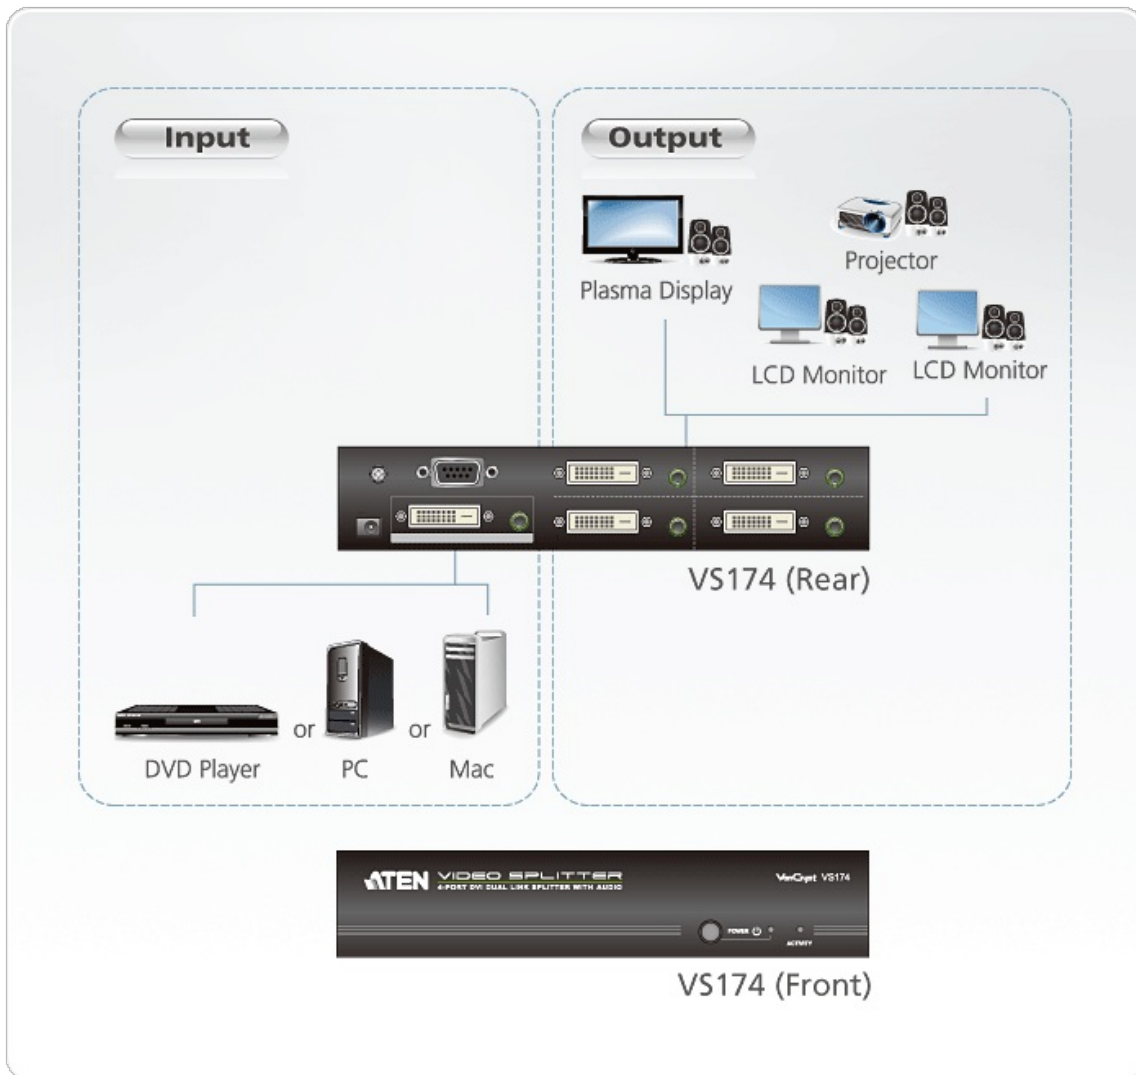 Input
Output
Plasma Display
Projector
LCD Monitor
LCD Monitor
VS174 (Rear)
DVD Player
or
PC
or
Mac
ATEN VIDEO SPLITTER
4-PORT DVI DUAL LINK SPLITTER WITH AUDIO
VanCryst VS174
POWER
ACTIVITY
VS174 (Front)